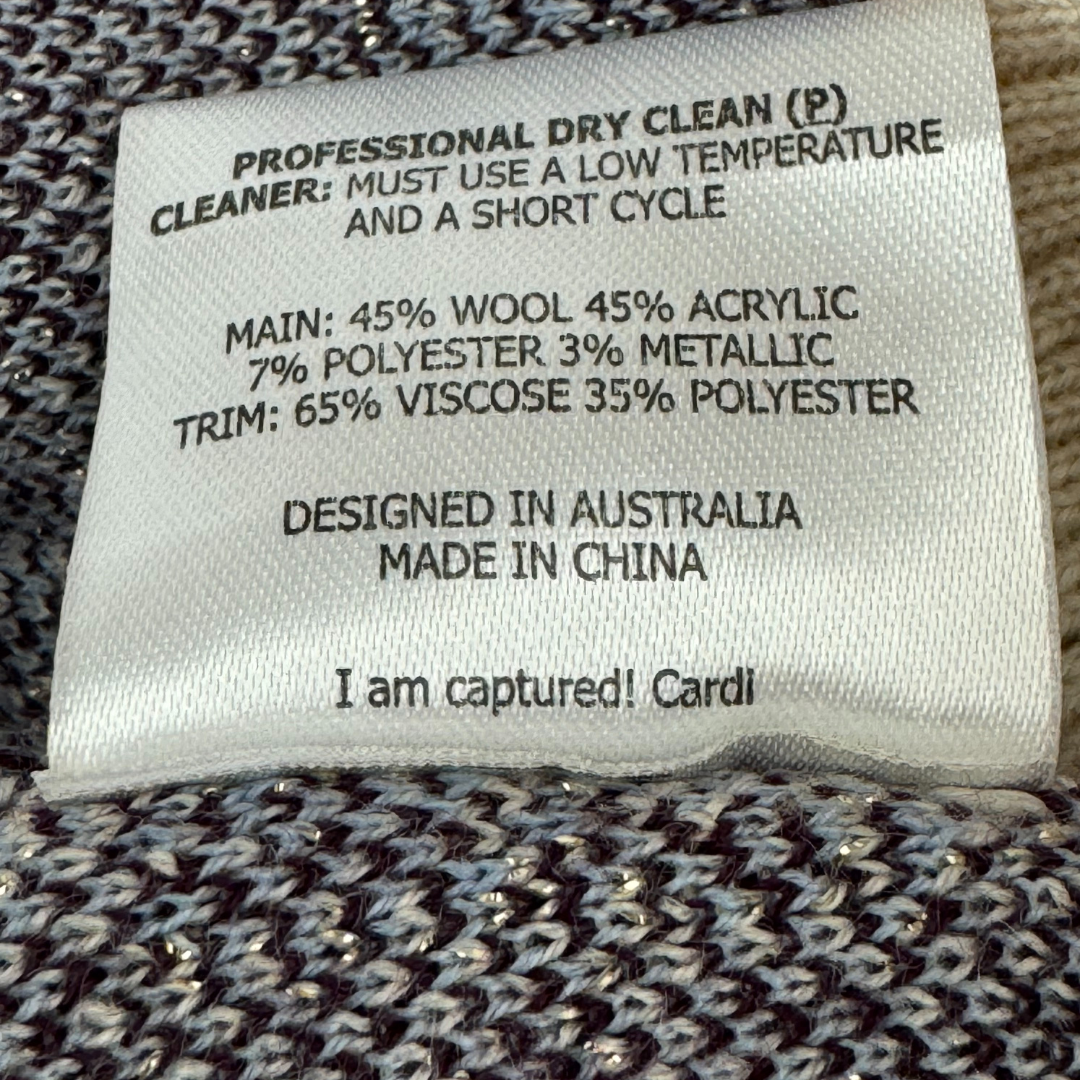 PROFESSIONAL DRY CLEAN (P)
CLEANER: MUST USE A LOW TEMPERATURE
AND A SHORT CYCLE
MAIN: 45% WOOL 45% ACRYLIC
7% POLYESTER 3% METALLIC
TRIM: 65% VISCOSE 35% POLYESTER
DESIGNED IN AUSTRALIA
MADE IN CHINA
I am captured! Cardi